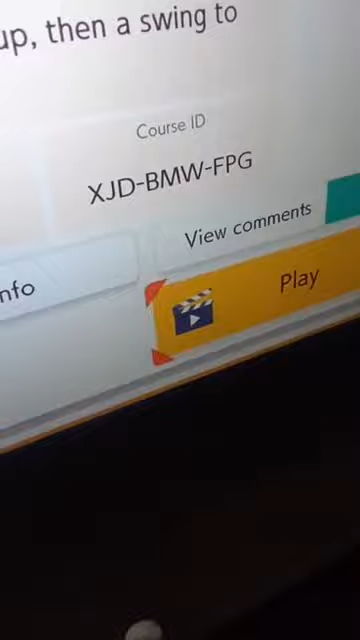 up, then a swing to
Course ID
XJD-BMW-FPG
View comments
nfo
Play